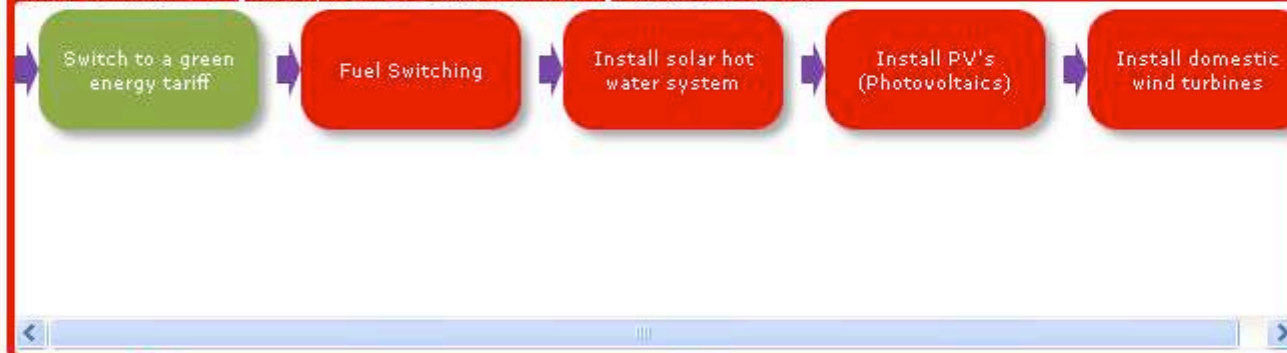 Switch to a green
energy tariff
Fuel Switching
Install solar hot
water system
Install PV's
(Photovoltaics)
Install domestic
wind turbines